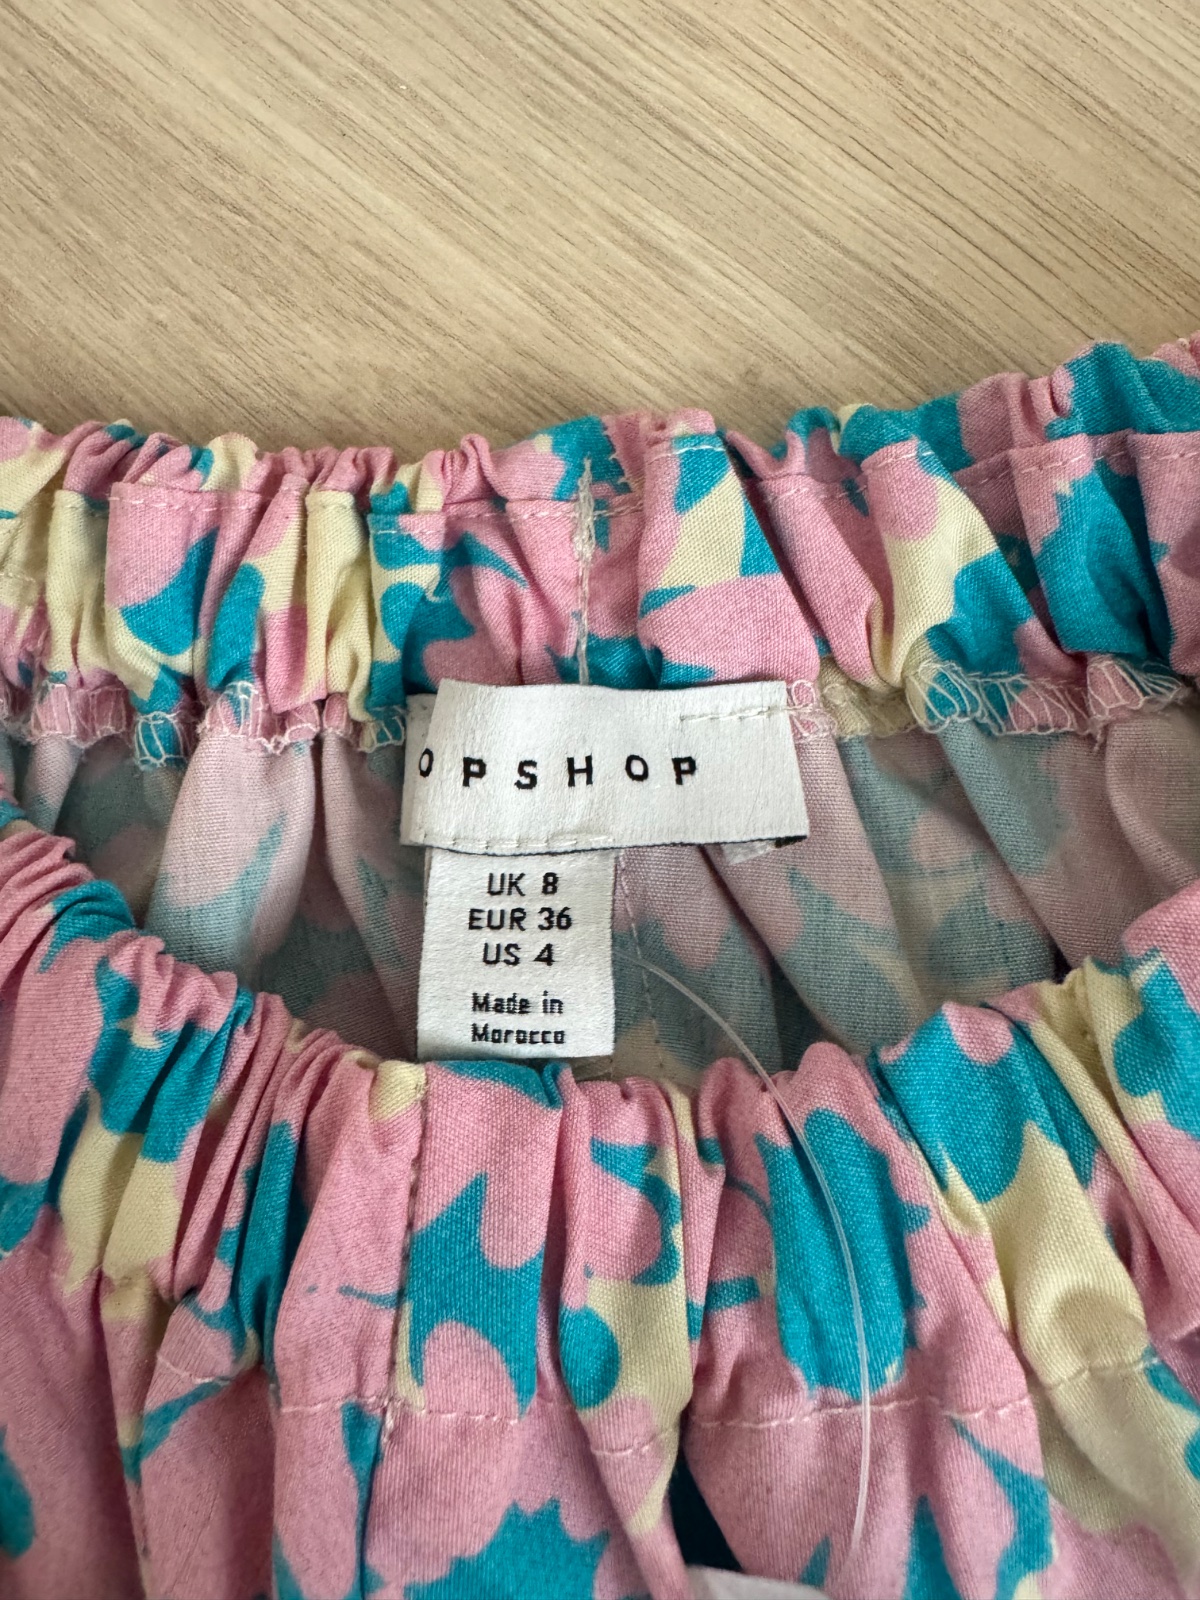 OPSHOP
UK 8
EUR 36
US 4
Made in
Morocco